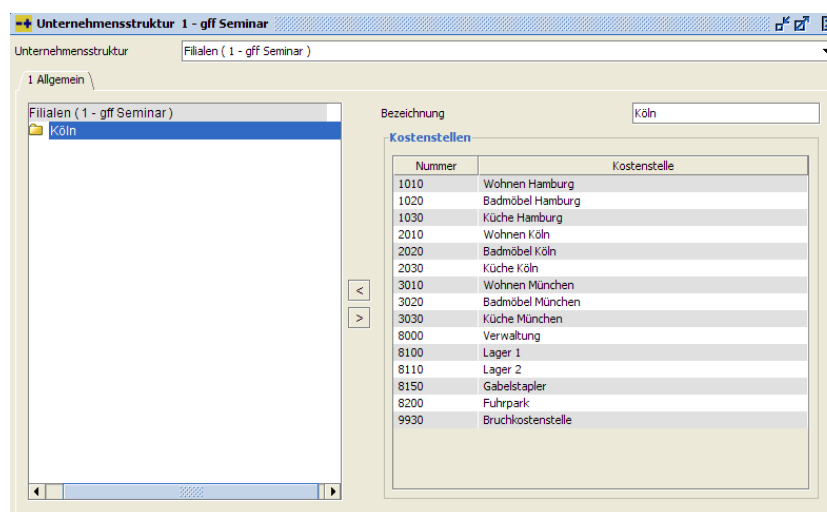 Unternehmensstruktur 1 - gff Seminar
Unternehmensstruktur Filialen ( 1 - gff Seminar )
1 Allgemein
Filialen ( 1 - gff Seminar )
Köln
Bezeichnung Köln
Kostenstellen
Nummer Kostenstelle
1010 Wohnen Hamburg
1020 Badmöbel Hamburg
1030 Küche Hamburg
2010 Wohnen Köln
2020 Badmöbel Köln
2030 Küche Köln
3010 Wohnen München
3020 Badmöbel München
3030 Küche München
8000 Verwaltung
8100 Lager 1
8110 Lager 2
8150 Gabelstapler
8200 Fuhrpark
9930 Bruchkostenstelle
<
>